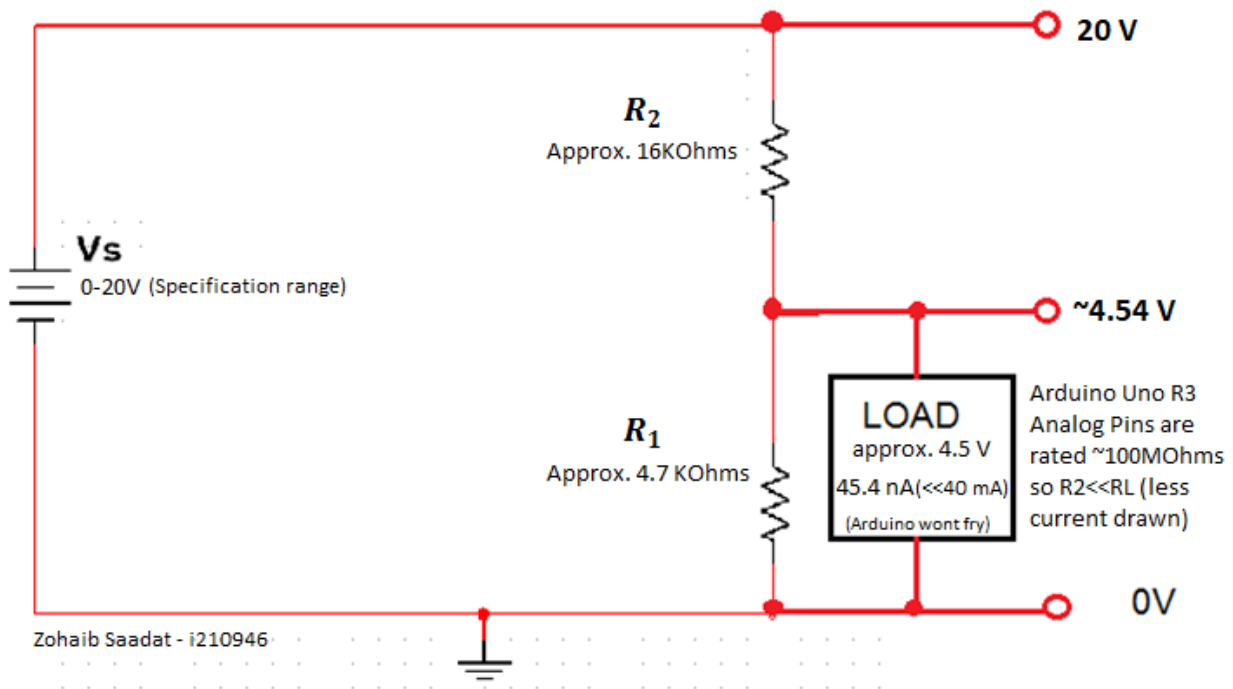 20 V
R2
Approx. 16KOhms
Vs
0-20V (Specification range)
~4.54 V
R1
Approx. 4.7 KOhms
LOAD
approx. 4.5 V
45.4 nA(<<40 mA)
(Arduino wont fry)
Arduino Uno R3
Analog Pins are
rated ~100MOhms
so R2<<RL (less
current drawn)
0V
Zohaib Saadat - i210946